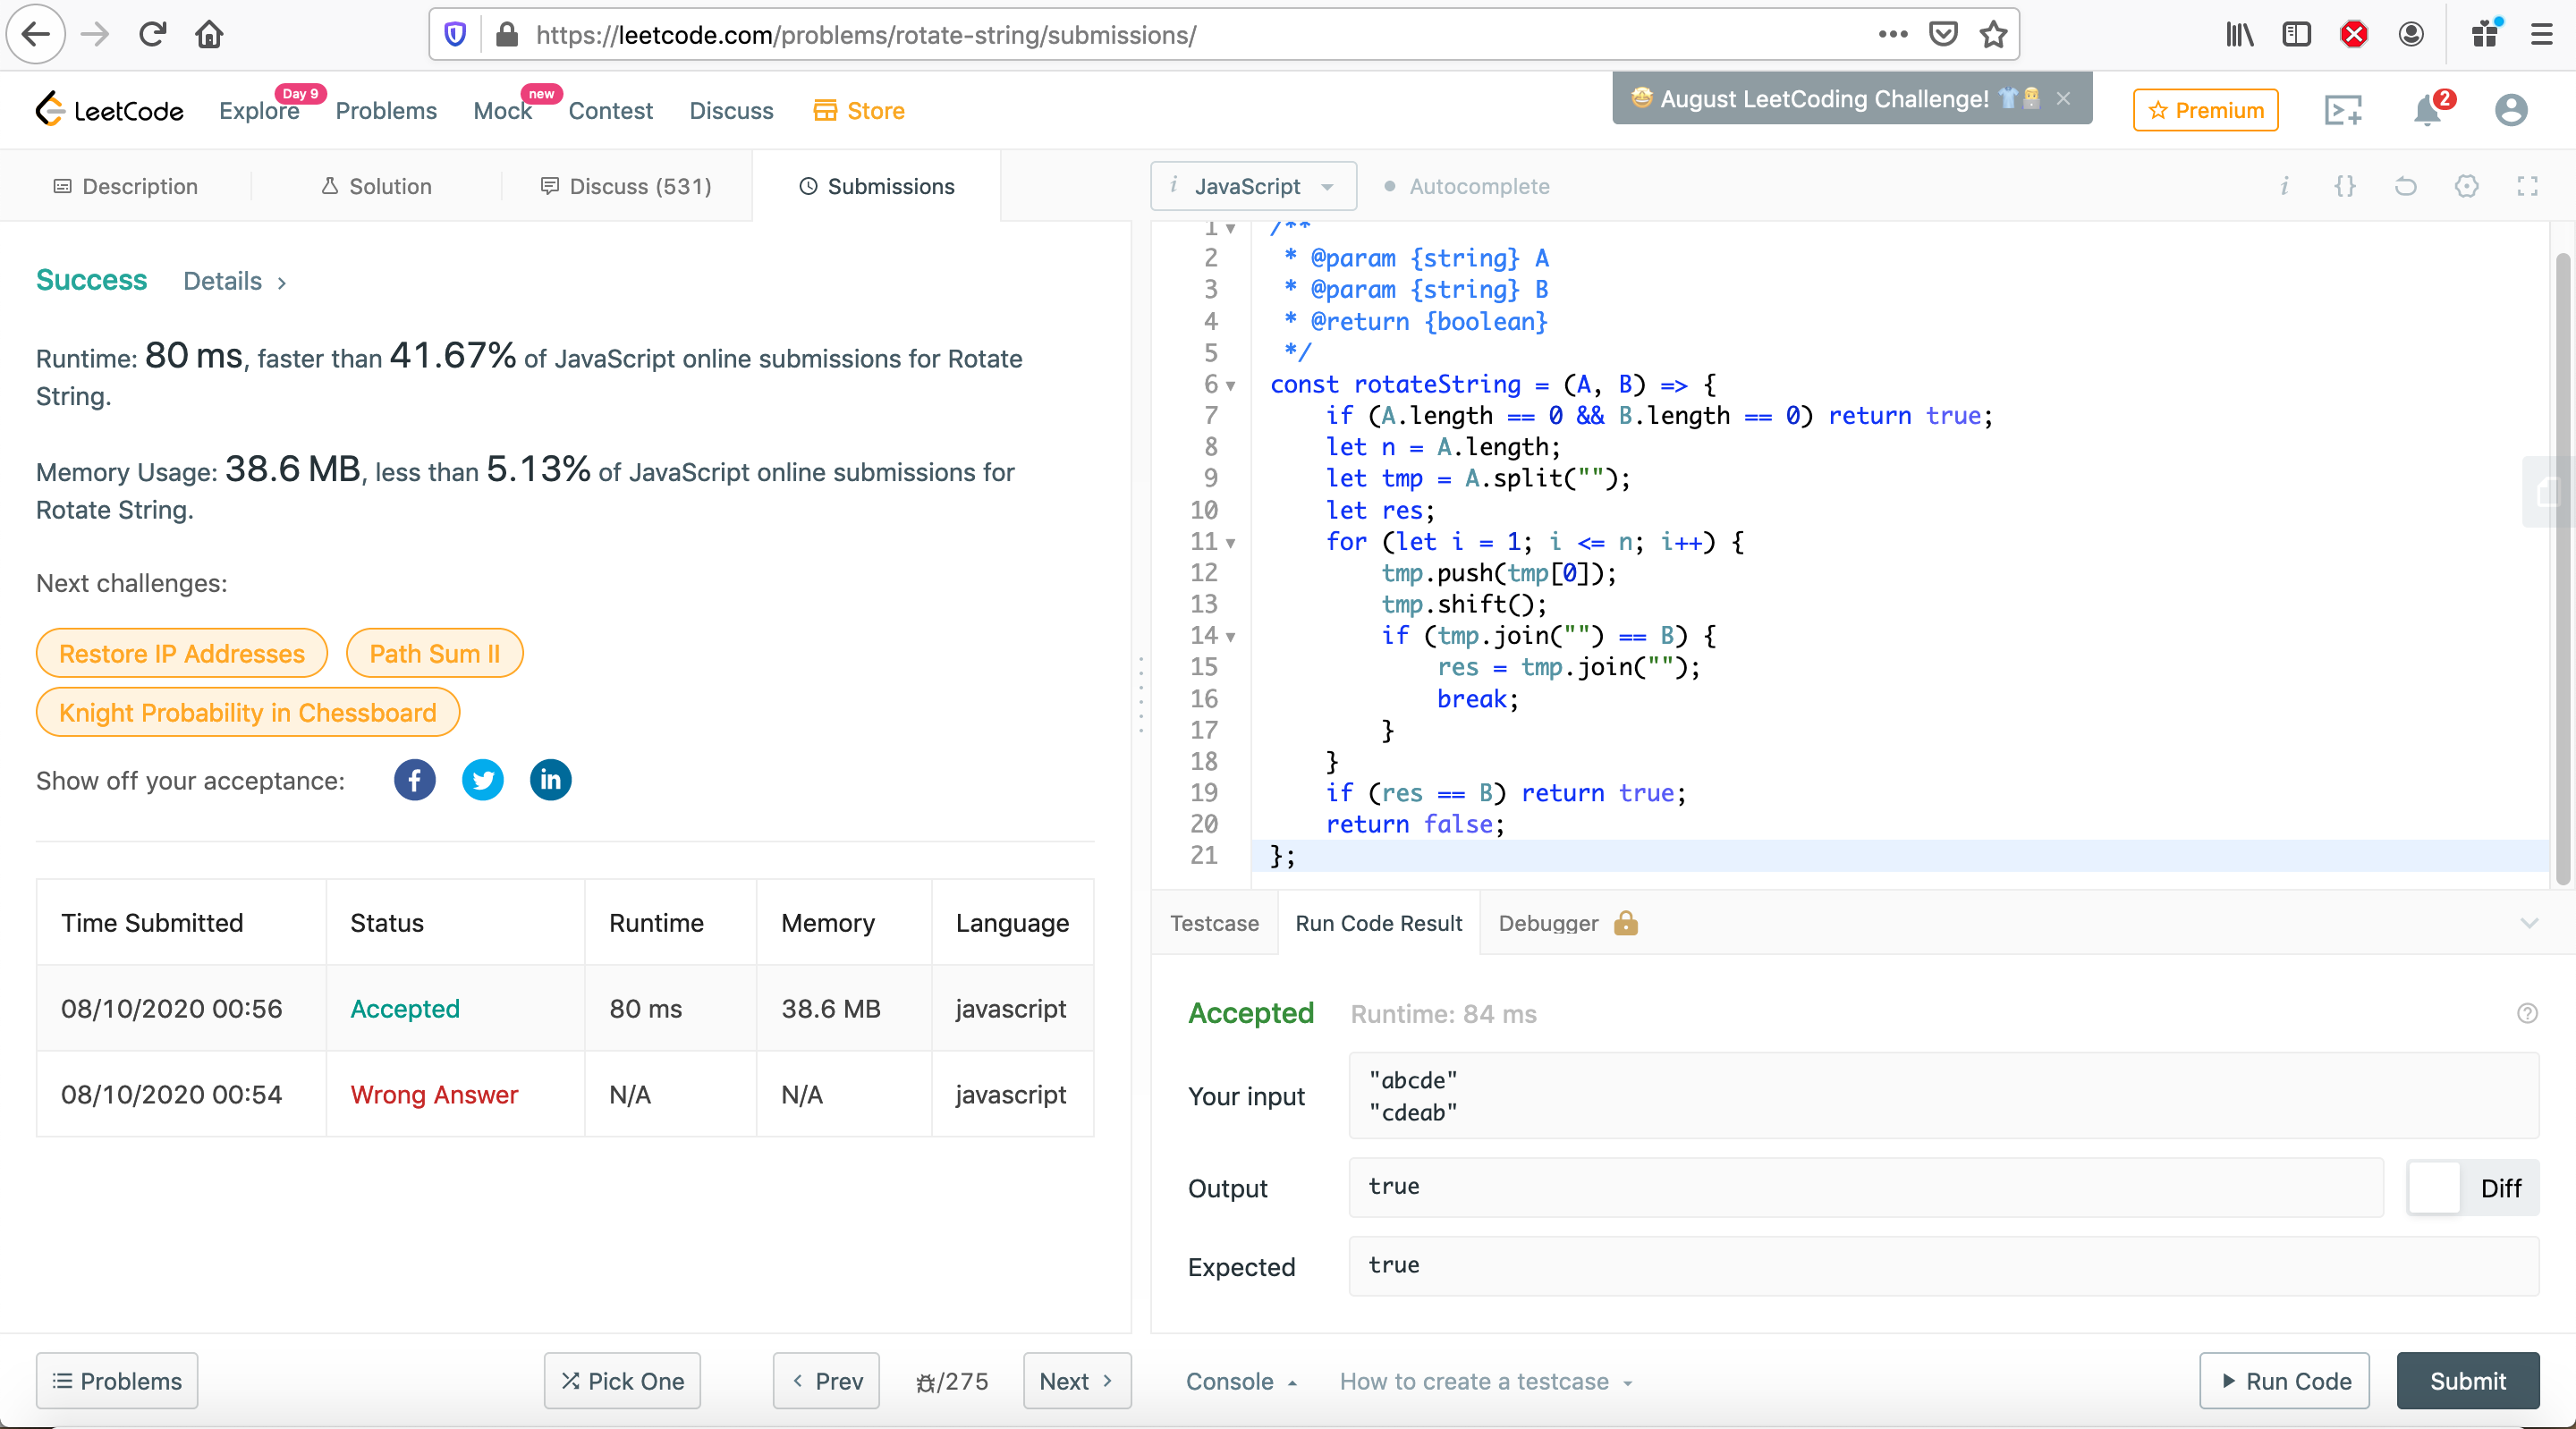 https://leetcode.com/problems/rotate-string/submissions/
LeetCode
Explore
Day 9
Problems
Mock
new
Contest
Discuss
Store
🤩 August LeetCoding Challenge! 👕
Premium
2
Description
Solution
Discuss (531)
Submissions
i JavaScript
Autocomplete
i {}
Success Details >
Runtime: 80 ms, faster than 41.67% of JavaScript online submissions for Rotate
String.
Memory Usage: 38.6 MB, less than 5.13% of JavaScript online submissions for
Rotate String.
Next challenges:
Restore IP Addresses
Path Sum II
Knight Probability in Chessboard
Show off your acceptance:
f
in
Time Submitted Status Runtime Memory Language
08/10/2020 00:56 Accepted 80 ms 38.6 MB javascript
08/10/2020 00:54 Wrong Answer N/A N/A javascript
1 /**
2 * @param {string} A
3 * @param {string} B
4 * @return {boolean}
5 */
6 const rotateString = (A, B) => {
7 if (A.length == 0 && B.length == 0) return true;
8 let n = A.length;
9 let tmp = A.split("");
10 let res;
11 for (let i = 1; i <= n; i++) {
12 tmp.push(tmp[0]);
13 tmp.shift();
14 if (tmp.join("") == B) {
15 res = tmp.join("");
16 break;
17 }
18 }
19 if (res == B) return true;
20 return false;
21 };
Testcase
Run Code Result
Debugger
Accepted Runtime: 84 ms
?
Your input
"abcde"
"cdeab"
Output
true
Diff
Expected
true
Problems
Pick One
< Prev
/275
Next >
Console
How to create a testcase
Run Code
Submit